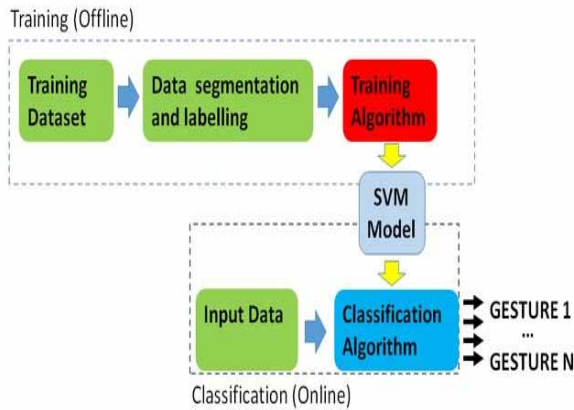 Training (Offline)
Training
Dataset
Data segmentation
and labelling
Training
Algorithm
SVM
Model
Input Data
Classification
Algorithm
GESTURE 1
...
GESTURE N
Classification (Online)